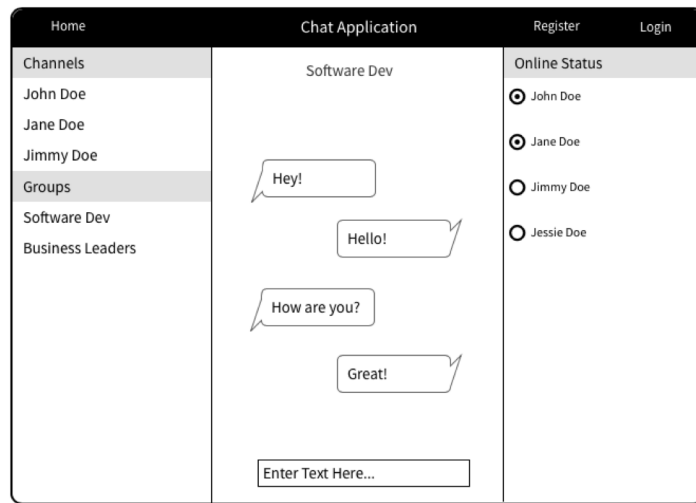 Home
Chat Application
Register
Login
Channels
John Doe
Jane Doe
Jimmy Doe
Groups
Software Dev
Business Leaders
Software Dev
Hey!
Hello!
How are you?
Great!
Enter Text Here...
Online Status
John Doe
Jane Doe
Jimmy Doe
Jessie Doe